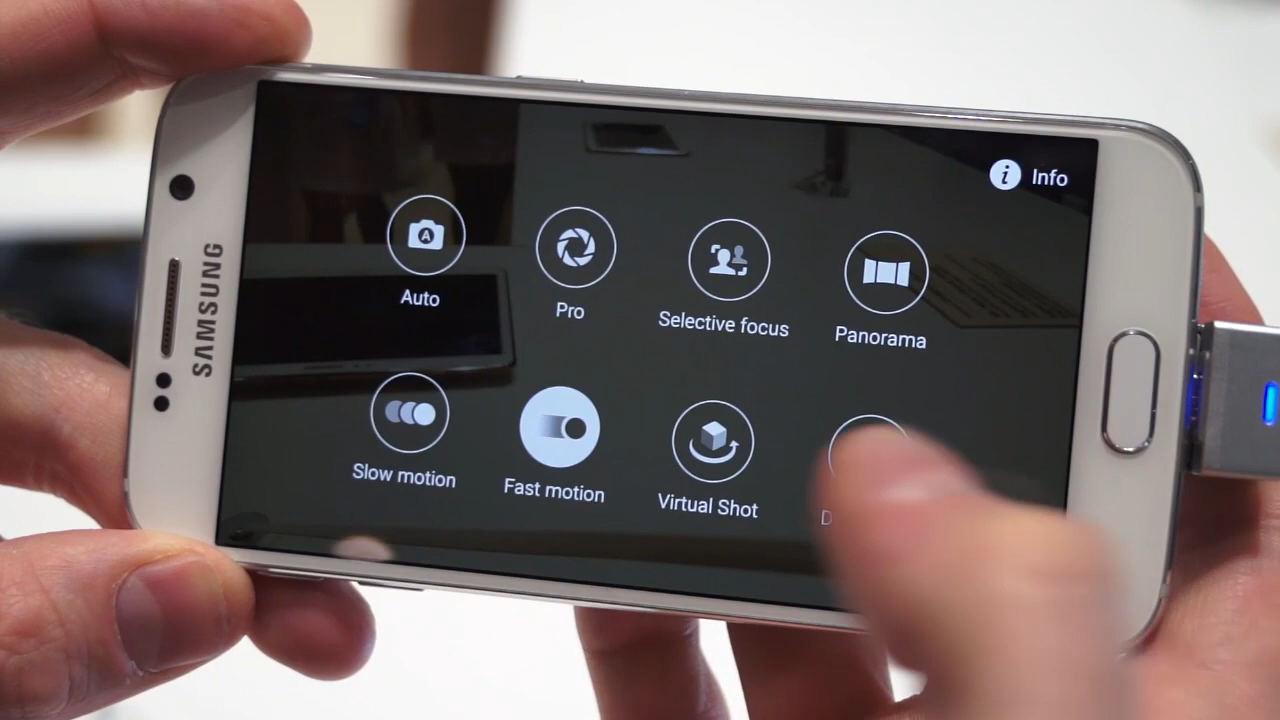 SAMSUNG
Info
Auto
Pro
Selective focus
Panorama
Slow motion
Fast motion
Virtual Shot